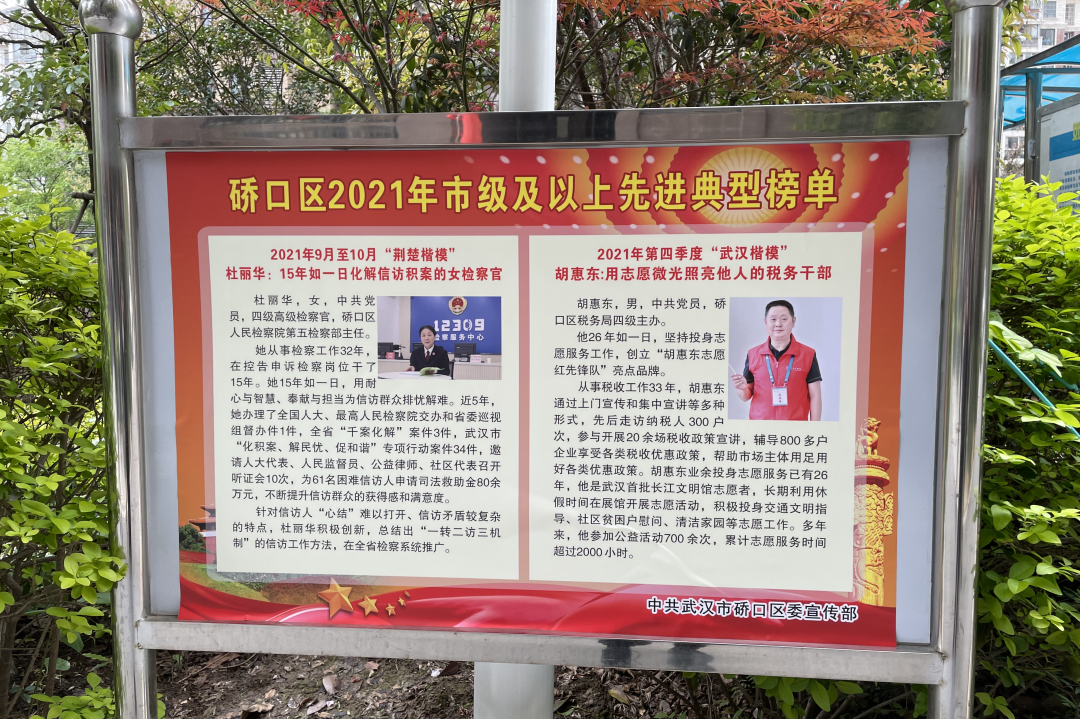 硚口区2021年市级及以上先进典型榜单
2021年9月至10月“荆楚楷模”
杜丽华：15年如一日化解信访积案的女检察官
杜丽华，女，中共党
员，四级高级检察官，硚口区
人民检察院第五检察部主任。
她从事检察工作32年，
在控告申诉检察岗位干了
15年。她15年如一日，用耐
心与智慧、奉献与担当为信访群众排忧解难。近5年，
她办理了全国人大、最高人民检察院交办和省委巡视
组督办件1件，全省“千案化解”案件3件，武汉市
“化积案、解民忧、促和谐”专项行动案件34件，邀
请人大代表、人民监督员、公益律师、社区代表召开
听证会10次，为61名困难信访人申请司法救助金80余
万元，不断提升信访群众的获得感和满意度。
针对信访人“心结”难以打开、信访矛盾较复杂
的特点，杜丽华积极创新，总结出“一转二访三机
制”的信访工作方法，在全省检察系统推广。
12309
检察服务中心
2021年第四季度“武汉楷模”
胡惠东:用志愿微光照亮他人的税务干部
胡惠东，男，中共党员，硚
口区税务局四级主办。
他26年如一日，坚持投身志
愿服务工作，创立“胡惠东志愿
红先锋队”亮点品牌。
从事税收工作33年，胡惠东
通过上门宣传和集中宣讲等多种
形式，先后走访纳税人300户
次，参与开展20余场税收政策宣讲，辅导800多户
企业享受各类税收优惠政策，帮助市场主体用足用
好各类优惠政策。胡惠东业余投身志愿服务已有26
年，他是武汉首批长江文明馆志愿者，长期利用休
假时间在展馆开展志愿活动，积极投身交通文明指
导、社区贫困户慰问、清洁家园等志愿工作。多年
来，他参加公益活动700余次，累计志愿服务时间
超过2000小时。
中共武汉市硚口区委宣传部